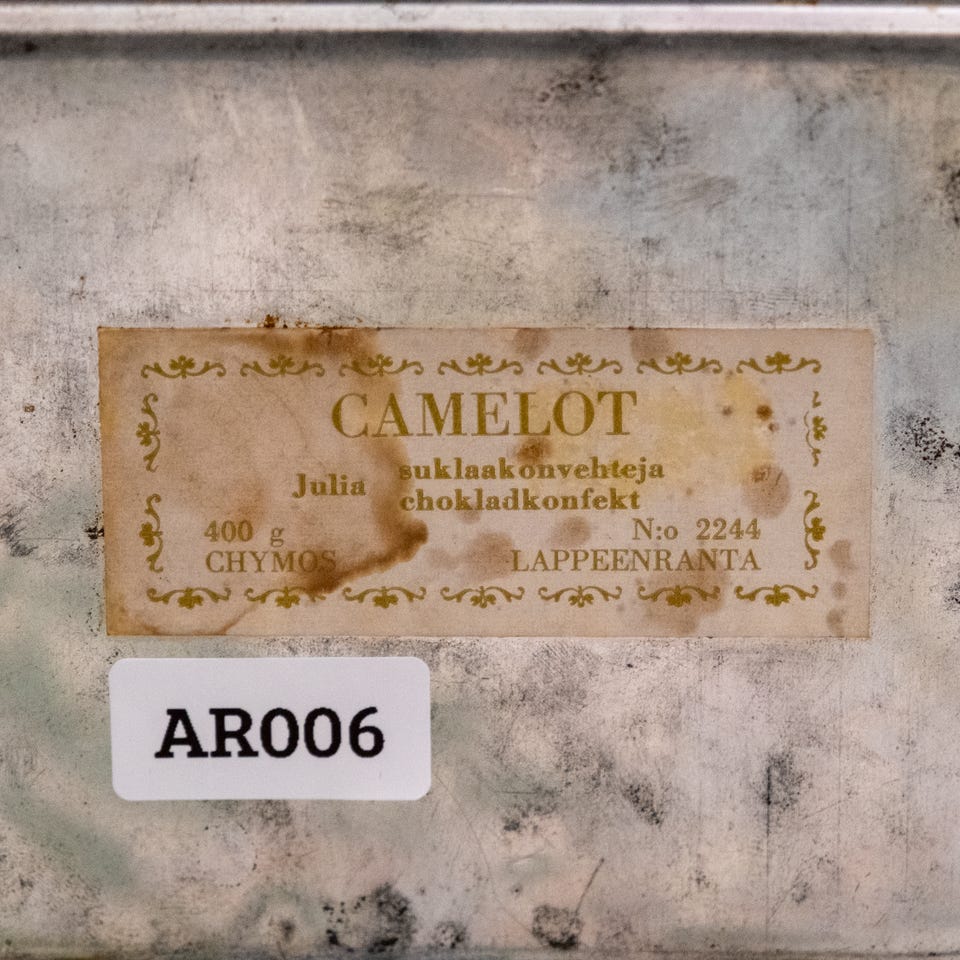 CAMELOT
Julia suklaakonvehteja
chokladkonfekt
400 g N:o 2244
CHYMOS LAPPEENRANTA
AR006